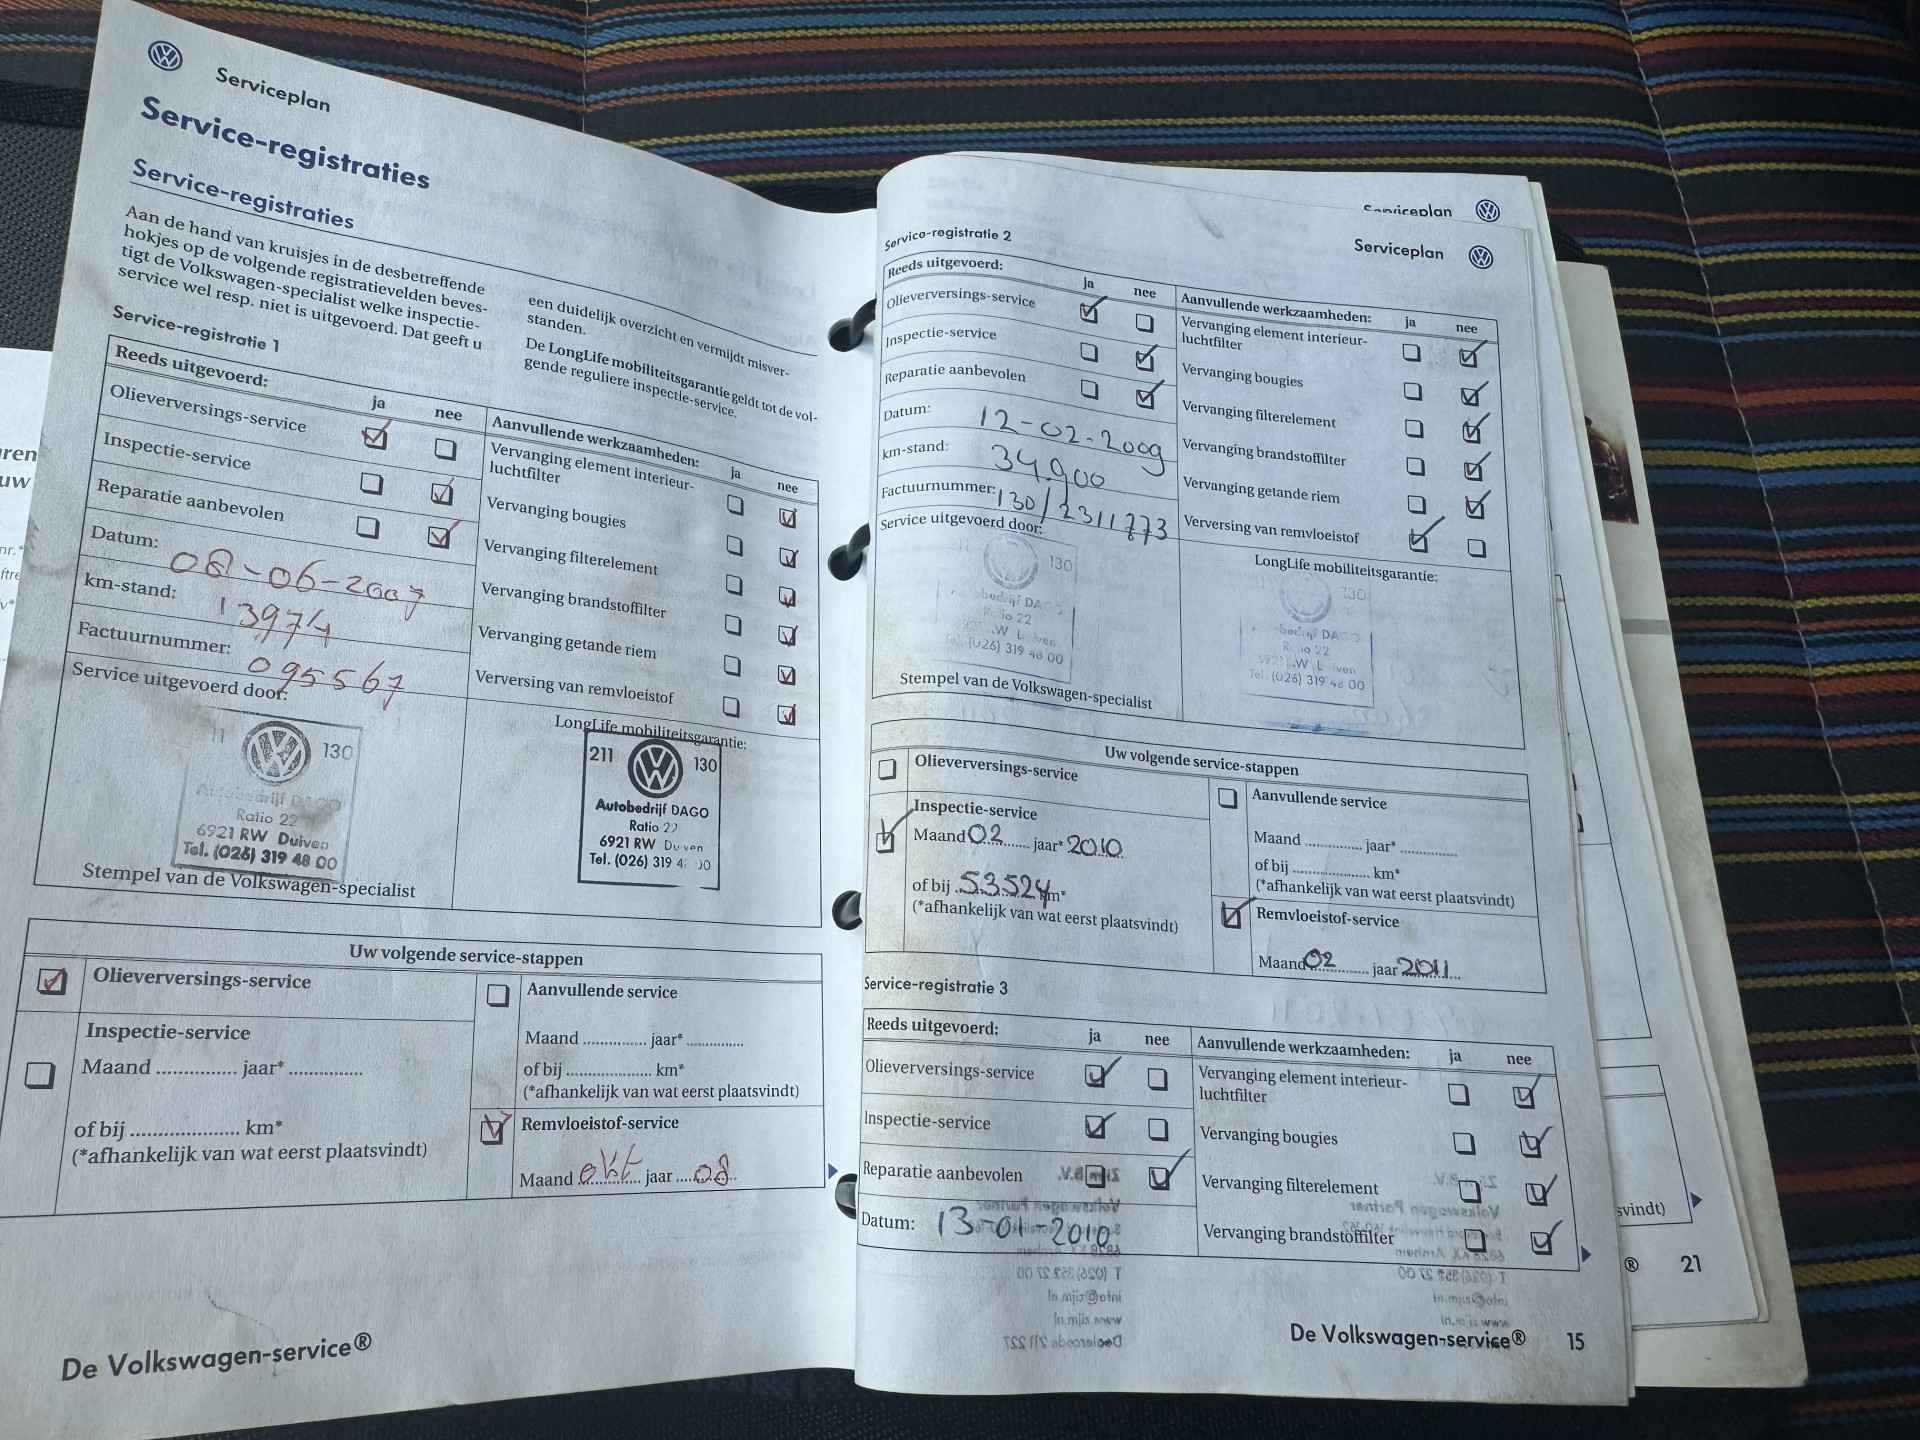 Serviceplan
Service-registraties
Service-registraties
Aan de hand van kruisjes in de desbetreffende
hokjes op de volgende registratievelden beves-
tigt de Volkswagen-specialist welke inspectie-
service wel resp. niet is uitgevoerd. Dat geeft u
een duidelijk overzicht en vermijdt misver-
standen.
De LongLife mobiliteitsgarantie geldt tot de vol-
gende reguliere inspectie-service.
Service-registratie 1
Reeds uitgevoerd:
ja nee
Olieverversings-service
Inspectie-service
Reparatie aanbevolen
Datum: 08-06-2007
km-stand: 13974
Factuurnummer: 095567
Service uitgevoerd door:
130
Autobedrijf DAGO
Ratio 22
6921 RW Duiven
Tel. (026) 319 48 00
Stempel van de Volkswagen-specialist
Aanvullende werkzaamheden:
ja nee
Vervanging element interieur-
luchtfilter
Vervanging bougies
Vervanging filterelement
Vervanging brandstoffilter
Vervanging getande riem
Verversing van remvloeistof
LongLife mobiliteitsgarantie:
211 130
Autobedrijf DAGO
Ratio 22
6921 RW Duiven
Tel. (026) 319
Uw volgende service-stappen
Olieverversings-service
Inspectie-service
Maand .............. jaar* .............
of bij .................... km*
(*afhankelijk van wat eerst plaatsvindt)
Aanvullende service
Maand .............. jaar* .............
of bij .................... km*
(*afhankelijk van wat eerst plaatsvindt)
Remvloeistof-service
Maand okt jaar 08
De Volkswagen-service®
Serviceplan
Serviceplan
Service-registratie 2
Reeds uitgevoerd:
ja nee
Olieverversings-service
Inspectie-service
Reparatie aanbevolen
Datum: 12-02-2009
km-stand: 34900
Factuurnummer: 130/2311773
Service uitgevoerd door:
130
DAGO
22
(026) 319 48 00
Stempel van de Volkswagen-specialist
Aanvullende werkzaamheden:
ja nee
Vervanging element interieur-
luchtfilter
Vervanging bougies
Vervanging filterelement
Vervanging brandstoffilter
Vervanging getande riem
Verversing van remvloeistof
LongLife mobiliteitsgarantie:
130
DAGO
22
Tel. (026) 319 48 00
Uw volgende service-stappen
Olieverversings-service
Inspectie-service
Maand 02 jaar* 2010
of bij 53524 km*
(*afhankelijk van wat eerst plaatsvindt)
Aanvullende service
Maand .............. jaar* .............
of bij .................... km*
(*afhankelijk van wat eerst plaatsvindt)
Remvloeistof-service
Maand 02 jaar 2011
Service-registratie 3
Reeds uitgevoerd:
ja nee
Olieverversings-service
Inspectie-service
Reparatie aanbevolen
Datum: 13-01-2010
Aanvullende werkzaamheden:
ja nee
Vervanging element interieur-
luchtfilter
Vervanging bougies
Vervanging filterelement
Vervanging brandstoffilter
De Volkswagen-service® 15
svindt)
® 21